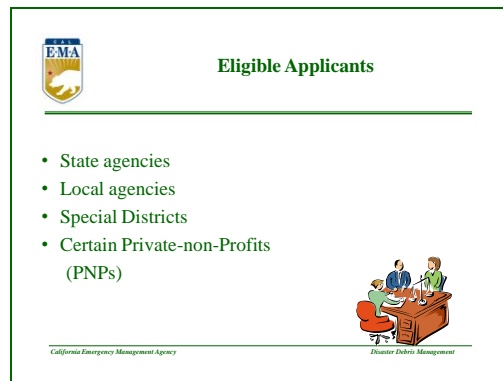 CAL
E·M·A
Eligible Applicants
• State agencies
• Local agencies
• Special Districts
• Certain Private-non-Profits
(PNPs)
California Emergency Management Agency
Disaster Debris Management